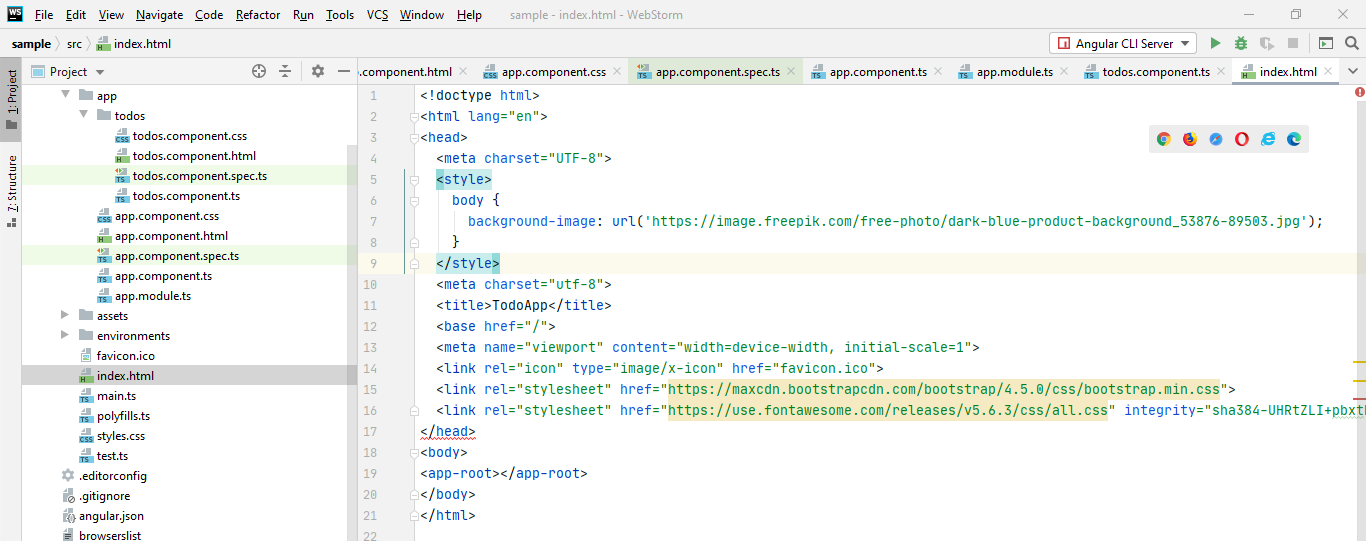 WS File Edit View Navigate Code Refactor Run Tools VCS Window Help sample - index.html - WebStorm
sample src index.html Angular CLI Server
1: Project
7: Structure
Project
app
todos
todos.component.css
todos.component.html
todos.component.spec.ts
todos.component.ts
app.component.css
app.component.html
app.component.spec.ts
app.component.ts
app.module.ts
assets
environments
favicon.ico
index.html
main.ts
polyfills.ts
styles.css
test.ts
.editorconfig
.gitignore
angular.json
browserslist
.component.html app.component.css app.component.spec.ts app.component.ts app.module.ts todos.component.ts index.html
1 <!doctype html>
2 <html lang="en">
3 <head>
4 <meta charset="UTF-8">
5 <style>
6 body {
7 background-image: url('https://image.freepik.com/free-photo/dark-blue-product-background_53876-89503.jpg');
8 }
9 </style>
10 <meta charset="utf-8">
11 <title>TodoApp</title>
12 <base href="/">
13 <meta name="viewport" content="width=device-width, initial-scale=1">
14 <link rel="icon" type="image/x-icon" href="favicon.ico">
15 <link rel="stylesheet" href="https://maxcdn.bootstrapcdn.com/bootstrap/4.5.0/css/bootstrap.min.css">
16 <link rel="stylesheet" href="https://use.fontawesome.com/releases/v5.6.3/css/all.css" integrity="sha384-UHRtZLI+pbxt
17 </head>
18 <body>
19 <app-root></app-root>
20 </body>
21 </html>
22